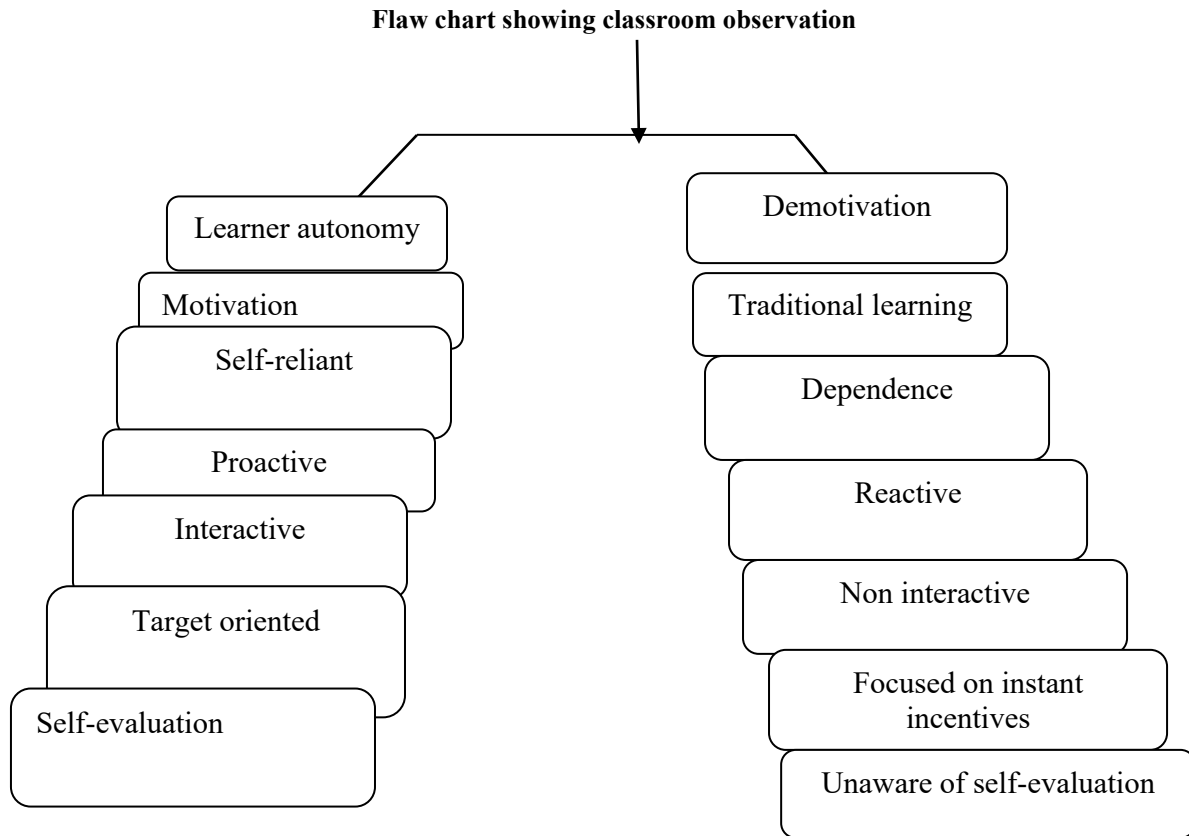 Flaw chart showing classroom observation
Learner autonomy
Motivation
Self-reliant
Proactive
Interactive
Target oriented
Self-evaluation
Demotivation
Traditional learning
Dependence
Reactive
Non interactive
Focused on instant
incentives
Unaware of self-evaluation